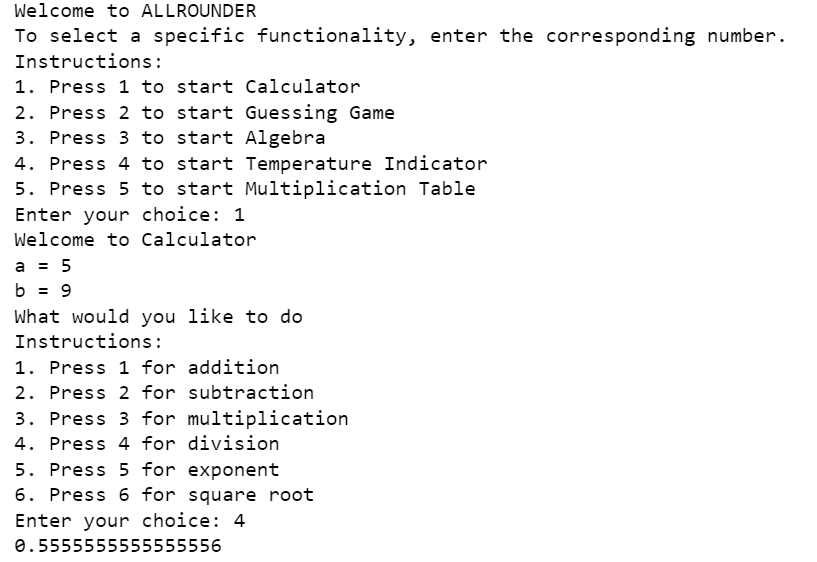 Welcome to ALLROUNDER
To select a specific functionality, enter the corresponding number.
Instructions:
1. Press 1 to start Calculator
2. Press 2 to start Guessing Game
3. Press 3 to start Algebra
4. Press 4 to start Temperature Indicator
5. Press 5 to start Multiplication Table
Enter your choice: 1
Welcome to Calculator
a = 5
b = 9
What would you like to do
Instructions:
1. Press 1 for addition
2. Press 2 for subtraction
3. Press 3 for multiplication
4. Press 4 for division
5. Press 5 for exponent
6. Press 6 for square root
Enter your choice: 4
0.5555555555555556